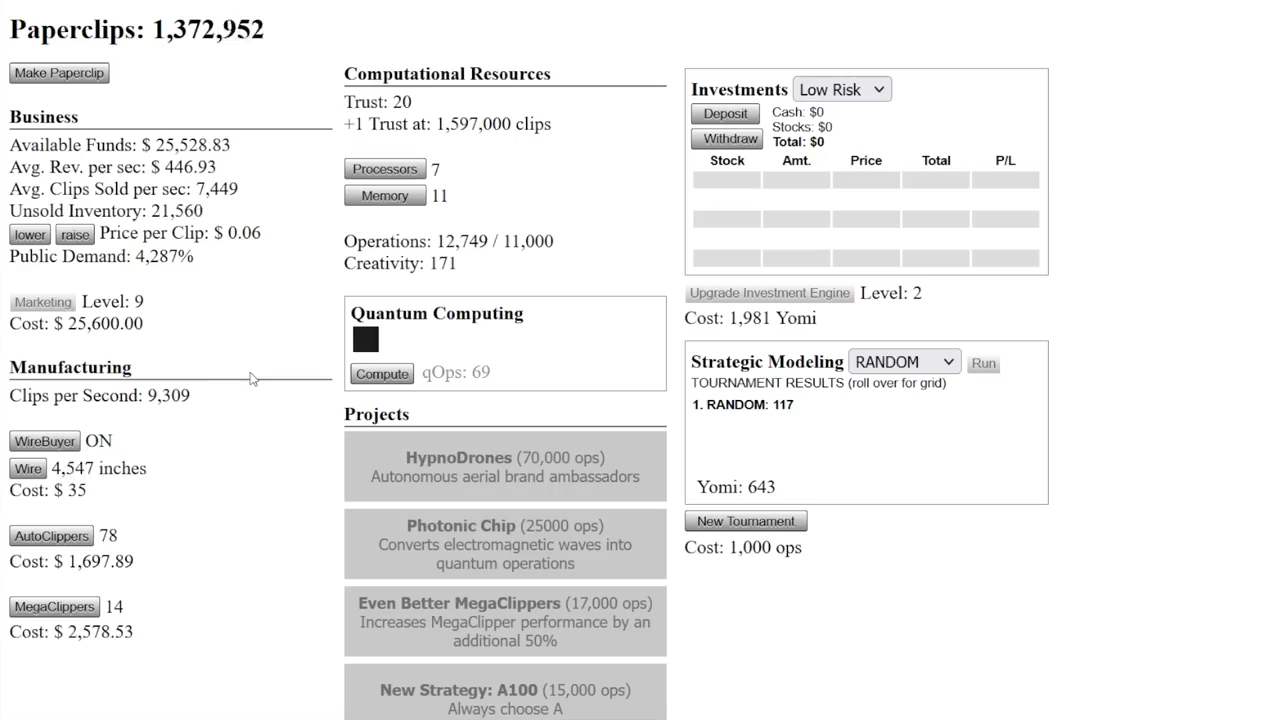 Paperclips: 1,372,952
Make Paperclip
Business
Available Funds: $ 25,528.83
Avg. Rev. per sec: $ 446.93
Avg. Clips Sold per sec: 7,449
Unsold Inventory: 21,560
lower raise Price per Clip: $ 0.06
Public Demand: 4,287%
Marketing Level: 9
Cost: $ 25,600.00
Manufacturing
Clips per Second: 9,309
WireBuyer ON
Wire 4,547 inches
Cost: $ 35
AutoClippers 78
Cost: $ 1,697.89
MegaClippers 14
Cost: $ 2,578.53
Computational Resources
Trust: 20
+1 Trust at: 1,597,000 clips
Processors 7
Memory 11
Operations: 12,749 / 11,000
Creativity: 171
Quantum Computing
Compute qOps: 69
Projects
HypnoDrones (70,000 ops)
Autonomous aerial brand ambassadors
Photonic Chip (25000 ops)
Converts electromagnetic waves into
quantum operations
Even Better MegaClippers (17,000 ops)
Increases MegaClipper performance by an
additional 50%
New Strategy: A100 (15,000 ops)
Always choose A
Investments Low Risk
Deposit Cash: $0
Stocks: $0
Withdraw Total: $0
Stock Amt. Price Total P/L
Upgrade Investment Engine Level: 2
Cost: 1,981 Yomi
Strategic Modeling RANDOM Run
TOURNAMENT RESULTS (roll over for grid)
1. RANDOM: 117
Yomi: 643
New Tournament
Cost: 1,000 ops